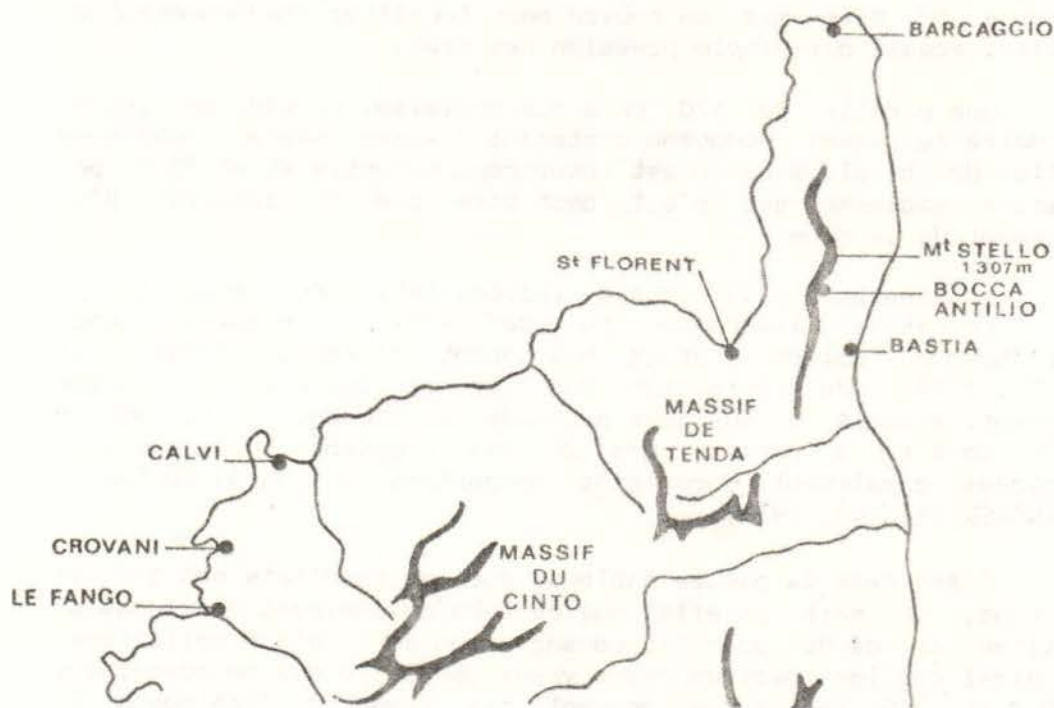 BARCAGGIO
Mt STELLO
1307m
BOCCA
ANTILIO
St FLORENT
BASTIA
MASSIF
DE
TENDA
CALVI
CROVANI
MASSIF
DU
CINTO
LE FANGO